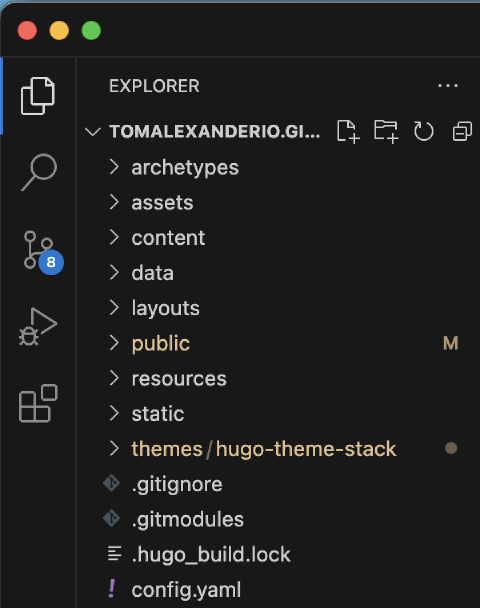 EXPLORER
TOMALEXANDERIO.GI...
archetypes
assets
content
8
data
layouts
public M
resources
static
themes/hugo-theme-stack
.gitignore
.gitmodules
.hugo_build.lock
! config.yaml